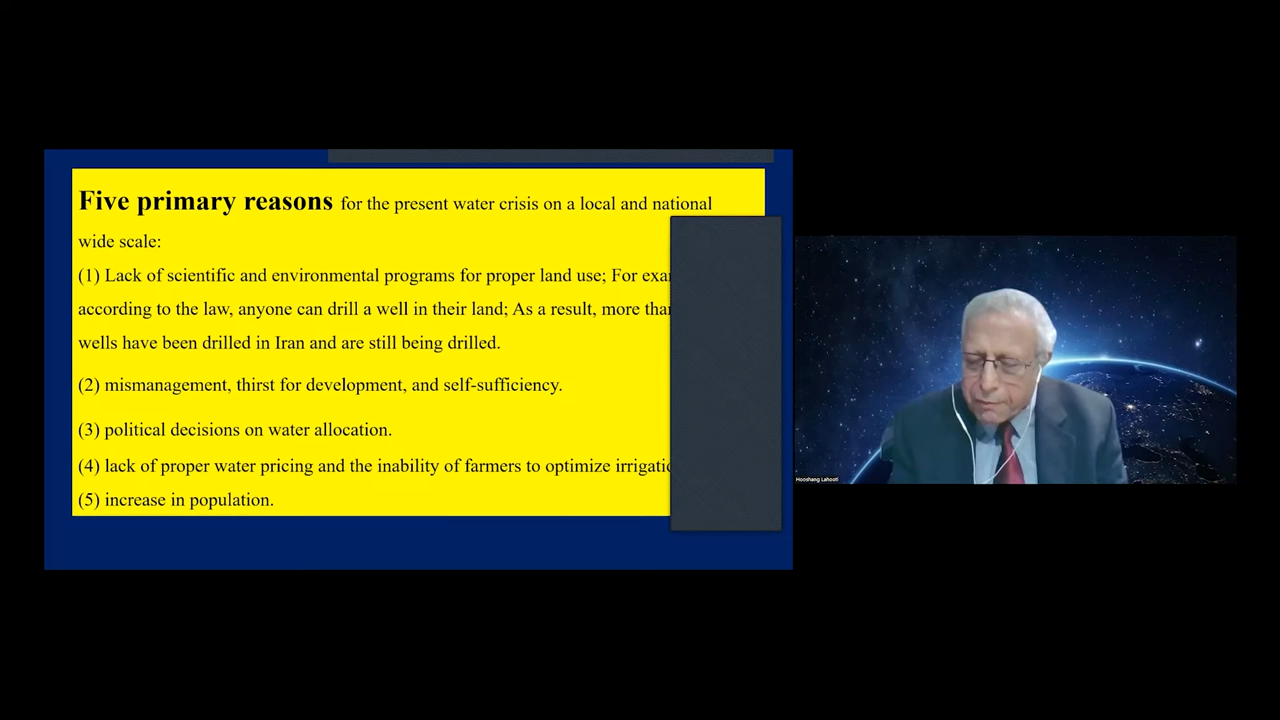 Five primary reasons for the present water crisis on a local and national
wide scale:
(1) Lack of scientific and environmental programs for proper land use; For
according to the law, anyone can drill a well in their land; As a result, more
wells have been drilled in Iran and are still being drilled.
(2) mismanagement, thirst for development, and self-sufficiency.
(3) political decisions on water allocation.
(4) lack of proper water pricing and the inability of farmers to optimize
(5) increase in population.
Hooshang Lahooti